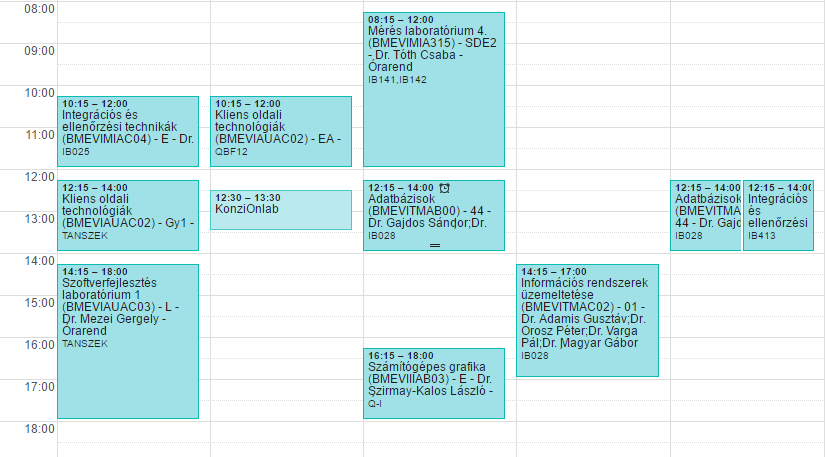 08:00
09:00
10:00
11:00
12:00
13:00
14:00
15:00
16:00
17:00
18:00
10:15 – 12:00
Integrációs és
ellenőrzési technikák
(BMEVIMIAC04) - E - Dr.
IB025
12:15 – 14:00
Kliens oldali
technológiák
(BMEVIAUAC02) - Gy1 -
TANSZEK
14:15 – 18:00
Szoftverfejlesztés
laboratórium 1
(BMEVIAUAC03) - L -
Dr. Mezei Gergely -
Órarend
TANSZEK
10:15 – 12:00
Kliens oldali
technológiák
(BMEVIAUAC02) - EA -
QBF12
12:30 – 13:30
KonziOnlab
08:15 – 12:00
Mérés laboratórium 4.
(BMEVIMIA315) - SDE2
- Dr. Tóth Csaba -
Órarend
IB141,IB142
12:15 – 14:00
Adatbázisok
(BMEVITMAB00) - 44 -
Dr. Gajdos Sándor;Dr.
IB028
16:15 – 18:00
Számítógépes grafika
(BMEVIIIAB03) - E - Dr.
Szirmay-Kalos László -
Q-I
14:15 – 17:00
Információs rendszerek
üzemeltetése
(BMEVITMAC02) - 01 -
Dr. Adamis Gusztáv;Dr.
Orosz Péter;Dr. Varga
Pál;Dr. Magyar Gábor
IB028
12:15 – 14:0
Adatbázisok
(BMEVITMA
44 - Dr. Gajd
IB028
12:15 – 14:00
Integrációs
és
ellenőrzési
IB413